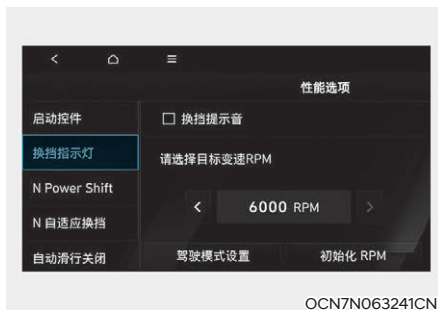 性能选项
启动控件
换挡提示音
换挡指示灯
请选择目标变速RPM
N Power Shift
6000 RPM
N 自适应换挡
自动滑行关闭
驾驶模式设置
初始化 RPM
OCN7N063241CN